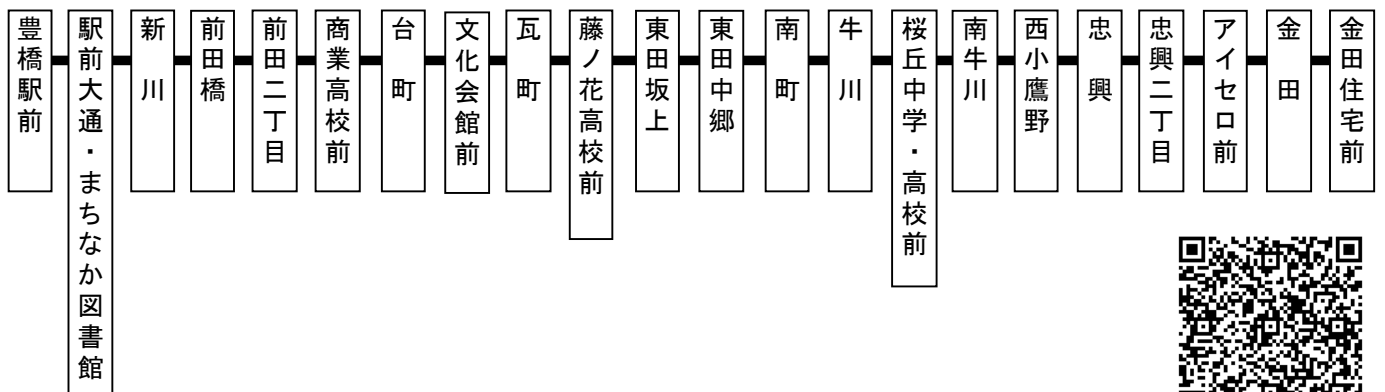 豊橋駅前
駅前大通・まちなか図書館
新川
前田橋
前田二丁目
商業高校前
台町
文化会館前
瓦町
藤ノ花高校前
東田坂上
東田中郷
南町
牛川
桜丘中学・高校前
南牛川
西小鷹野
忠興
忠興二丁目
アイセロ前
金田
金田住宅前